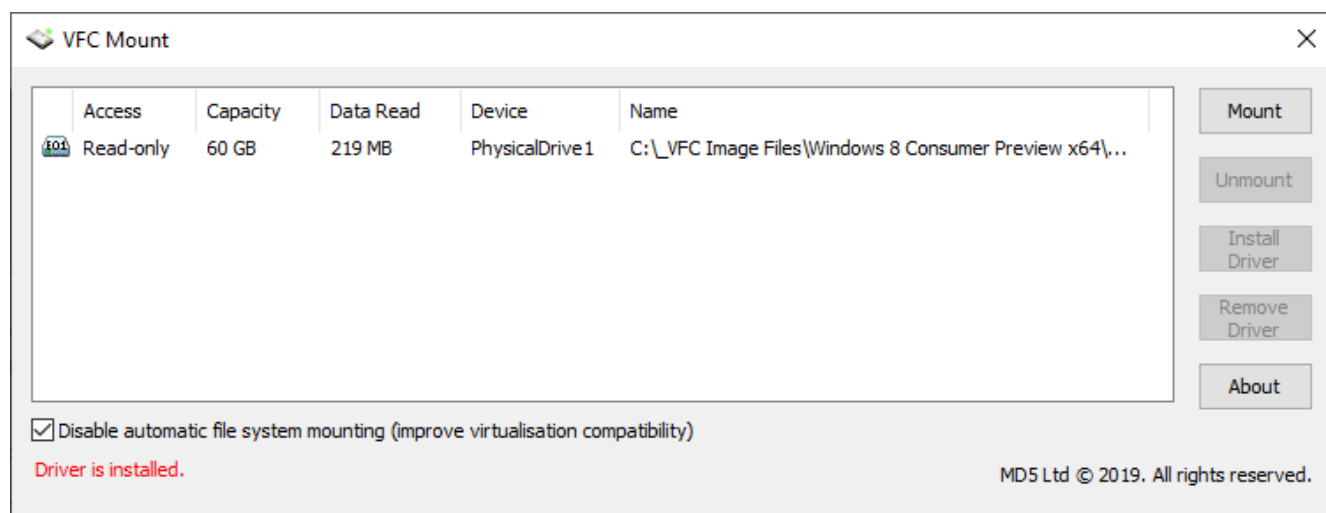 VFC Mount
Access Capacity Data Read Device Name
E01 Read-only 60 GB 219 MB PhysicalDrive1 C:\_VFC Image Files\Windows 8 Consumer Preview x64\...
Mount
Unmount
Install
Driver
Remove
Driver
About
Disable automatic file system mounting (improve virtualisation compatibility)
Driver is installed.
MD5 Ltd © 2019. All rights reserved.